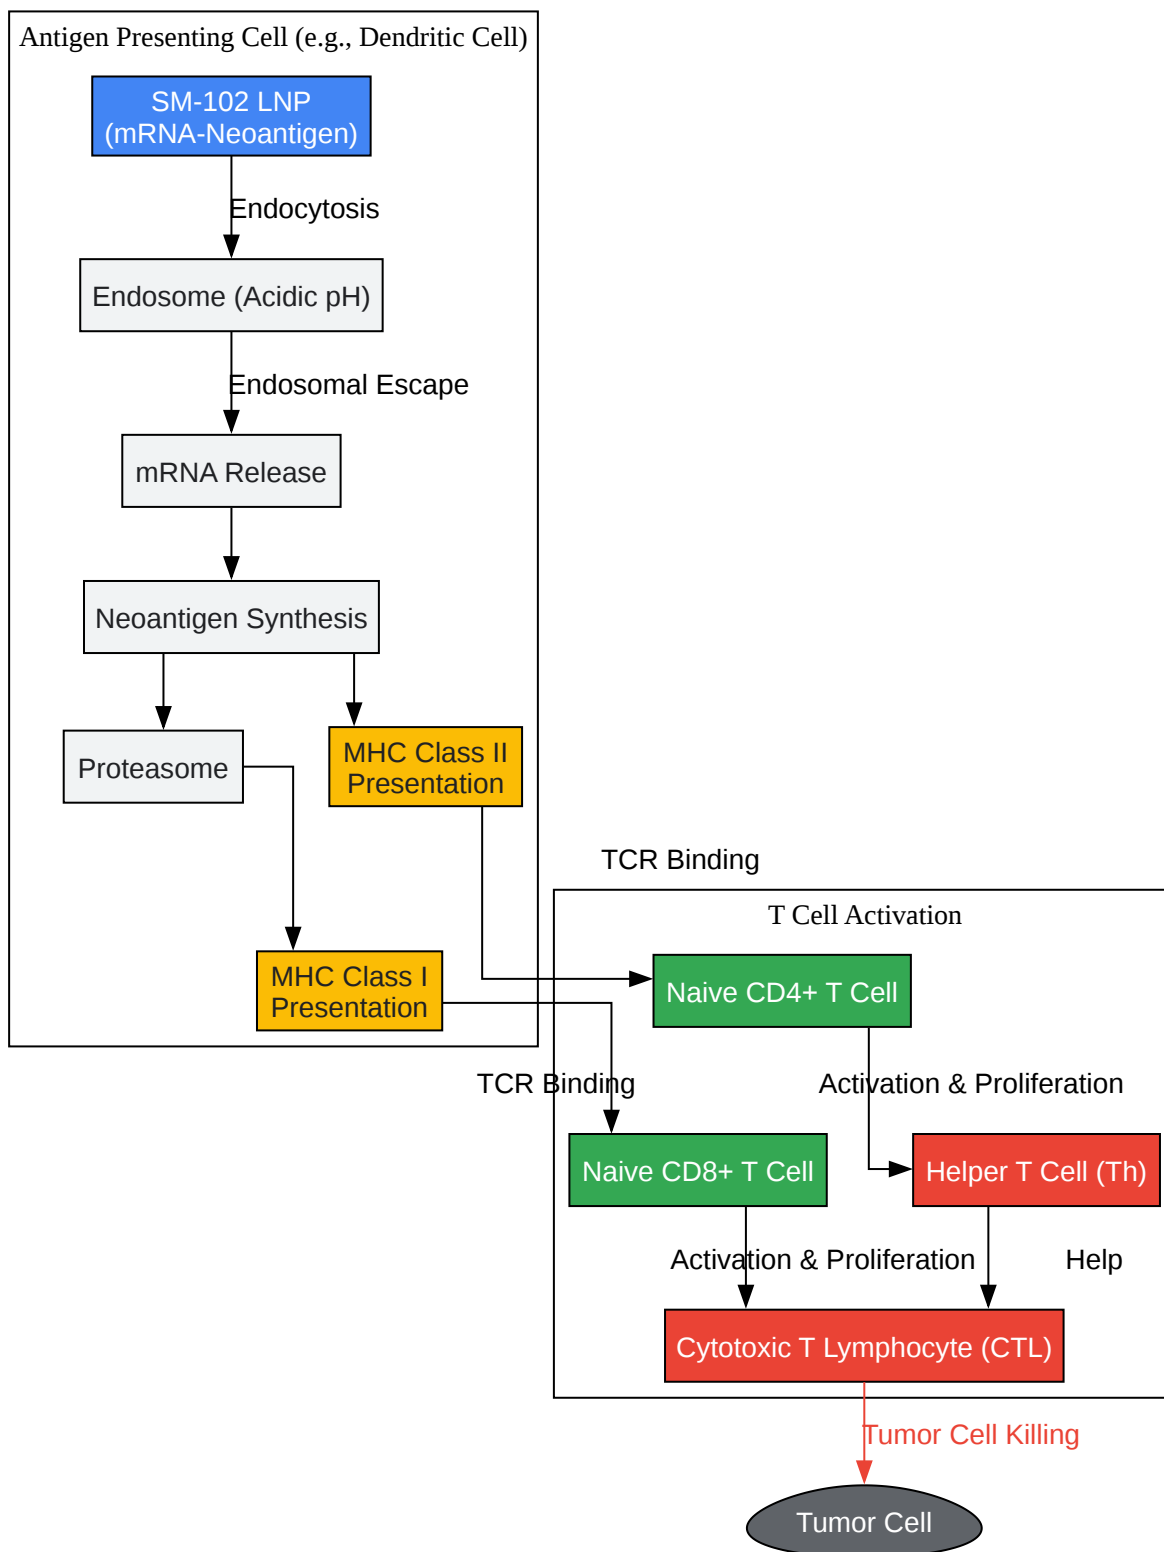 Antigen Presenting Cell (e.g., Dendritic Cell)
SM-102 LNP
(mRNA-Neoantigen)
Endocytosis
Endosome (Acidic pH)
Endosomal Escape
mRNA Release
Neoantigen Synthesis
Proteasome
MHC Class II
Presentation
MHC Class I
Presentation
TCR Binding
T Cell Activation
Naive CD4+ T Cell
TCR Binding
Activation & Proliferation
Naive CD8+ T Cell
Helper T Cell (Th)
Activation & Proliferation
Help
Cytotoxic T Lymphocyte (CTL)
Tumor Cell Killing
Tumor Cell